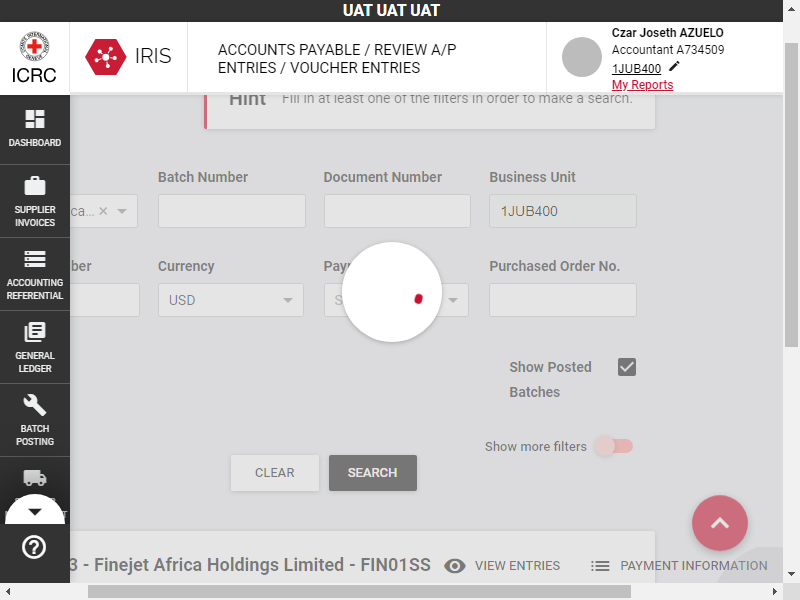 UAT UAT UAT
ICRC
IRIS
ACCOUNTS PAYABLE / REVIEW A/P
ENTRIES / VOUCHER ENTRIES
Czar Joseth AZUELO
Accountant A734509
1JUB400
My Reports
DASHBOARD
SUPPLIER
INVOICES
ACCOUNTING
REFERENTIAL
GENERAL
LEDGER
BATCH
POSTING
Hint Fill in at least one of the filters in order to make a search.
Batch Number Document Number Business Unit
ca... 1JUB400
ber Currency Pay Purchased Order No.
USD S
Show Posted
Batches
Show more filters
CLEAR SEARCH
3 - Finejet Africa Holdings Limited - FIN01SS VIEW ENTRIES PAYMENT INFORMATION